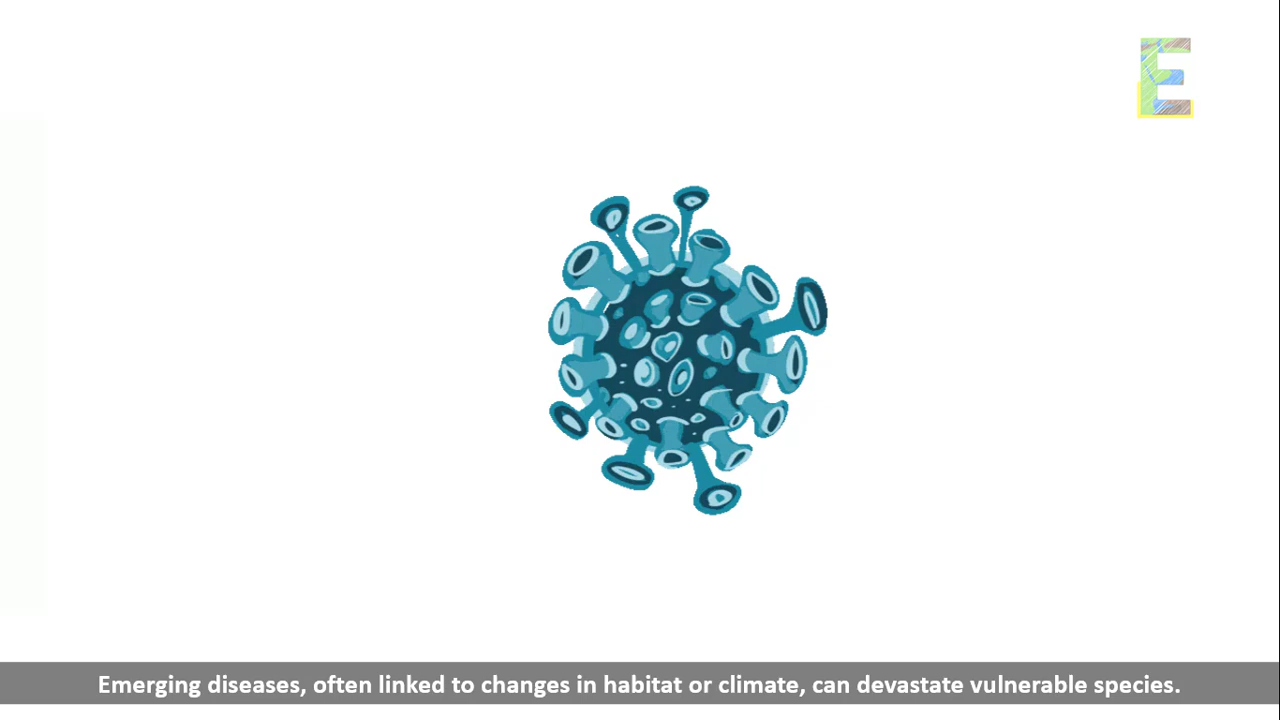 E
Emerging diseases, often linked to changes in habitat or climate, can devastate vulnerable species.